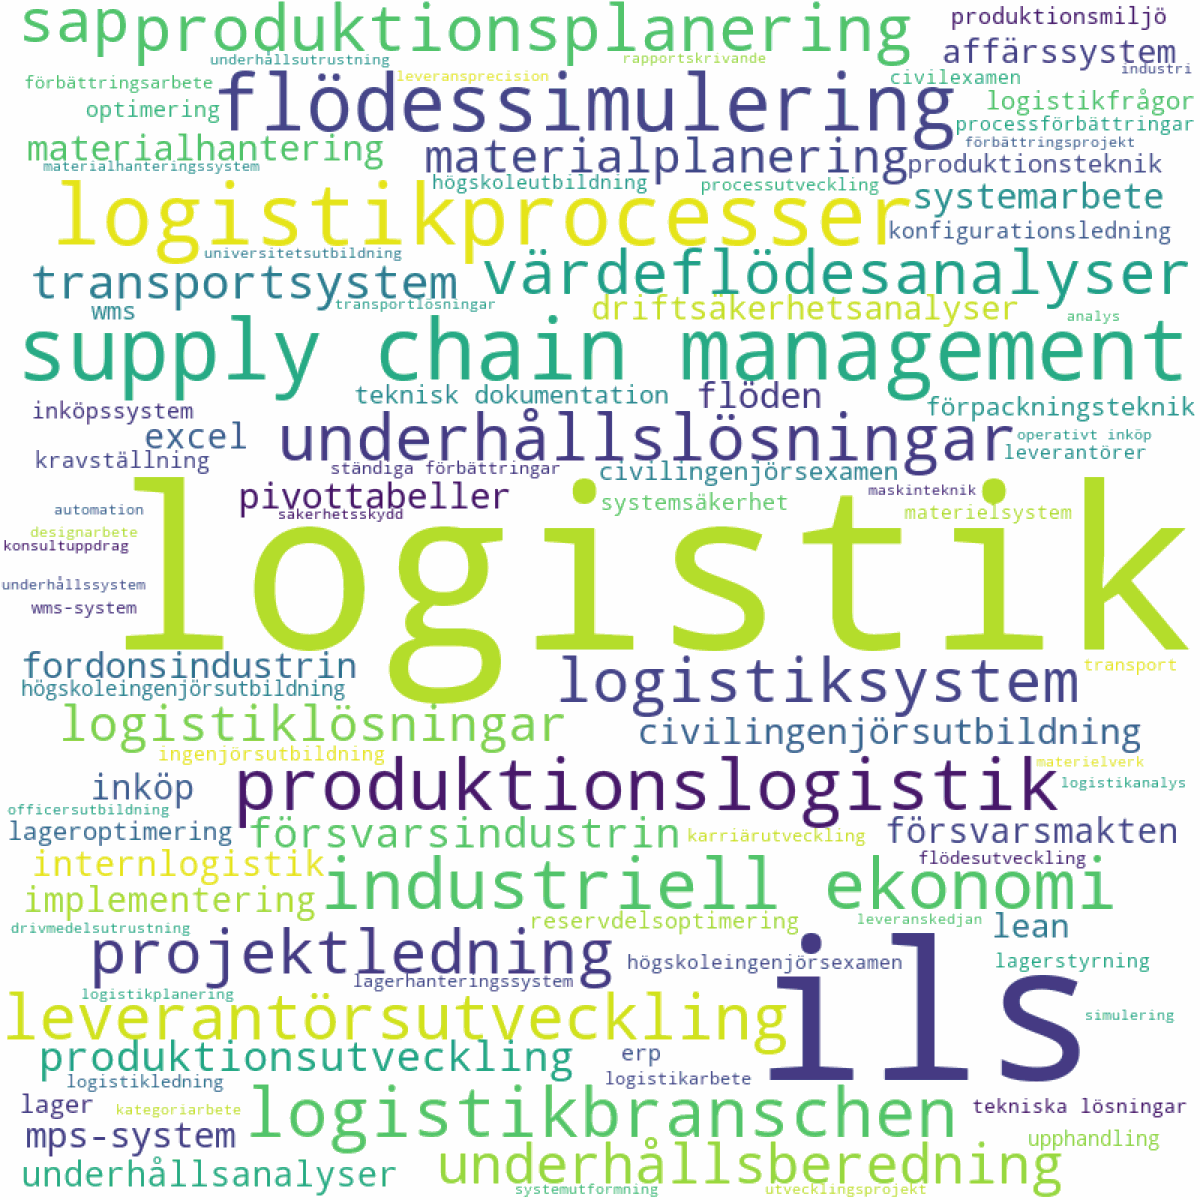 sap
produktionsplanering
produktionsmiljö
affärssystem
underhållsutrustning
rapportskrivande
industri
förbättringsarbete
leveransprecision
civilexamen
optimering
flödessimulering
logistikfrågor
processförbättringar
materialhantering
materialplanering
förbättringsprojekt
produktionsteknik
materialhanteringssystem
högskoleutbildning
processutveckling
systemarbete
logistikprocesser
konfigurationsledning
universitetsutbildning
transportsystem
värdeflödesanalyser
wms
transportlösningar
driftsäkerhetsanalyser
analys
supply chain management
teknisk dokumentation
flöden
inköpssystem
förpackningsteknik
excel
underhållslösningar
operativt inköp
leverantörer
kravställning
ständiga förbättringar
civilingenjörsexamen
pivottabeller
systemsäkerhet
maskinteknik
automation
säkerhetsskydd
materielsystem
designarbete
konsultuppdrag
logistik
underhållssystem
wms-system
fordonsindustrin
logistiksystem
transport
högskoleingenjörsutbildning
logistiklösningar
civilingenjörsutbildning
ingenjörsutbildning
materielverk
inköp
produktionslogistik
logistikanalys
officersutbildning
lageroptimering
försvarsindustrin
karriärutveckling
försvarsmakten
internlogistik
flödesutveckling
implementering
industriell ekonomi
drivmedelsutrustning
reservdelsoptimering
leveranskedjan
lean
projektledning
högskoleingenjörsexamen
lagerstyrning
lagerhanteringssystem
logistikplanering
ils
leverantörsutveckling
simulering
produktionsutveckling
erp
logistikledning
logistikarbete
lager
kategoriarbete
logistikbranschen
tekniska lösningar
mps-system
upphandling
underhållsanalyser
underhållsberedning
systemutformning
utvecklingsprojekt